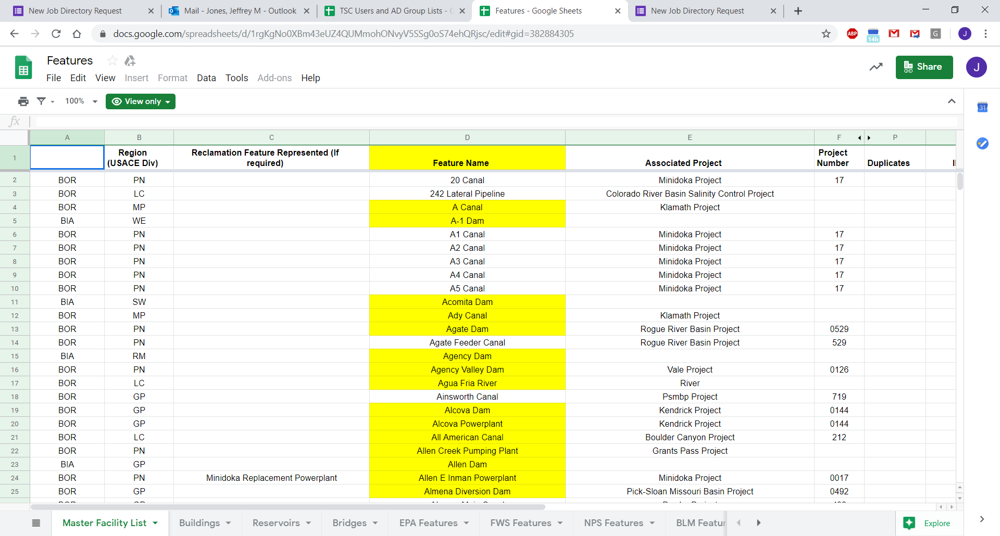 New Job Directory Request
Mail - Jones, Jeffrey M - Outlook
TSC Users and AD Group Lists -
Features - Google Sheets
New Job Directory Request
docs.google.com/spreadsheets/d/1rgKgNo0XBm43eUZ4QUMmohONvyV5SSg0oS74ehQRjsc/edit#gid=382884305
ABP
14h
G
J
Features
File Edit View Insert Format Data Tools Add-ons Help
Share
J
100%
View only
31
fx
A B C D E F P
1 Region (USACE Div) Reclamation Feature Represented (If required) Feature Name Associated Project Project Number Duplicates
2 BOR PN 20 Canal Minidoka Project 17
3 BOR LC 242 Lateral Pipeline Colorado River Basin Salinity Control Project
4 BOR MP A Canal Klamath Project
5 BIA WE A-1 Dam
6 BOR PN A1 Canal Minidoka Project 17
7 BOR PN A2 Canal Minidoka Project 17
8 BOR PN A3 Canal Minidoka Project 17
9 BOR PN A4 Canal Minidoka Project 17
10 BOR PN A5 Canal Minidoka Project 17
11 BIA SW Acomita Dam
12 BOR MP Ady Canal Klamath Project
13 BOR PN Agate Dam Rogue River Basin Project 0529
14 BOR PN Agate Feeder Canal Rogue River Basin Project 529
15 BIA RM Agency Dam
16 BOR PN Agency Valley Dam Vale Project 0126
17 BOR LC Agua Fria River River
18 BOR GP Ainsworth Canal Psmbp Project 719
19 BOR GP Alcova Dam Kendrick Project 0144
20 BOR GP Alcova Powerplant Kendrick Project 0144
21 BOR LC All American Canal Boulder Canyon Project 212
22 BOR PN Allen Creek Pumping Plant Grants Pass Project
23 BIA GP Allen Dam
24 BOR PN Minidoka Replacement Powerplant Allen E Inman Powerplant Minidoka Project 0017
25 BOR GP Almena Diversion Dam Pick-Sloan Missouri Basin Project 0492
Master Facility List Buildings Reservoirs Bridges EPA Features FWS Features NPS Features BLM Featur
Explore